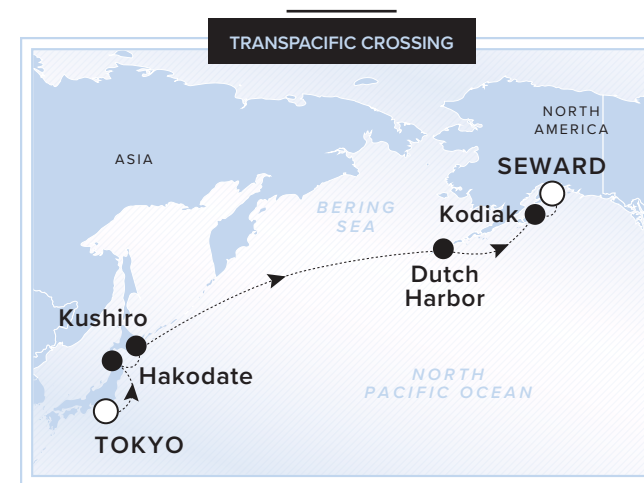 TRANSPACIFIC CROSSING
NORTH
AMERICA
ASIA
SEWARD
BERING
SEA
Kodiak
Dutch
Harbor
Kushiro
Hakodate
NORTH
PACIFIC OCEAN
TOKYO